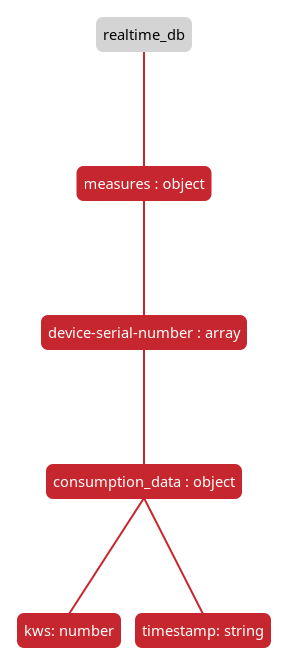 realtime_db
measures : object
device-serial-number : array
consumption_data : object
kws: number
timestamp: string